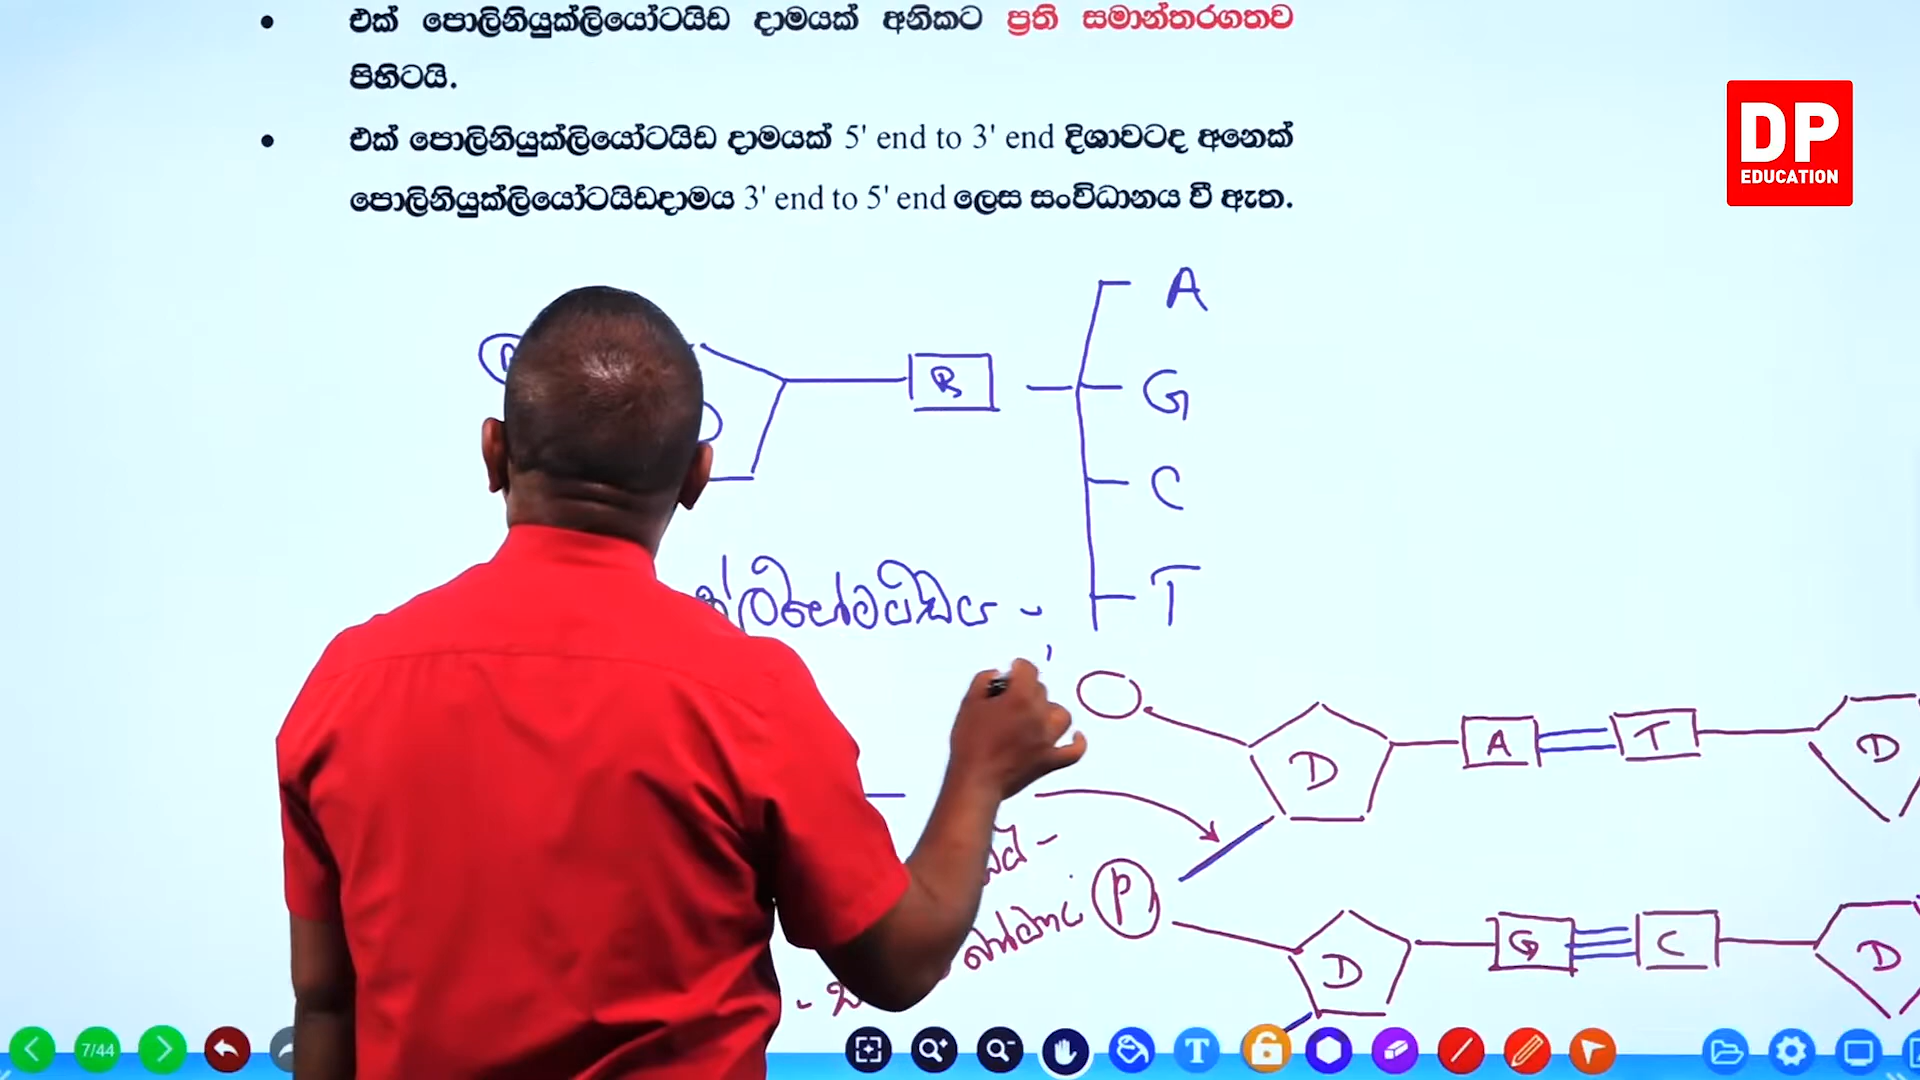 • එක් පොලිනියුක්ලියෝටයිඩ දාමයක් අනිකට ප්‍රති සමාන්තරගතව
පිහිටයි.
• එක් පොලිනියුක්ලියෝටයිඩ දාමයක් 5' end to 3' end දිශාවටද අනෙක්
පොලිනියුක්ලියෝටයිඩදාමය 3' end to 5' end ලෙස සංවිධානය වී ඇත.
DP
EDUCATION
A
B
G
C
T
D A T D
P
D G C D
7/44
T